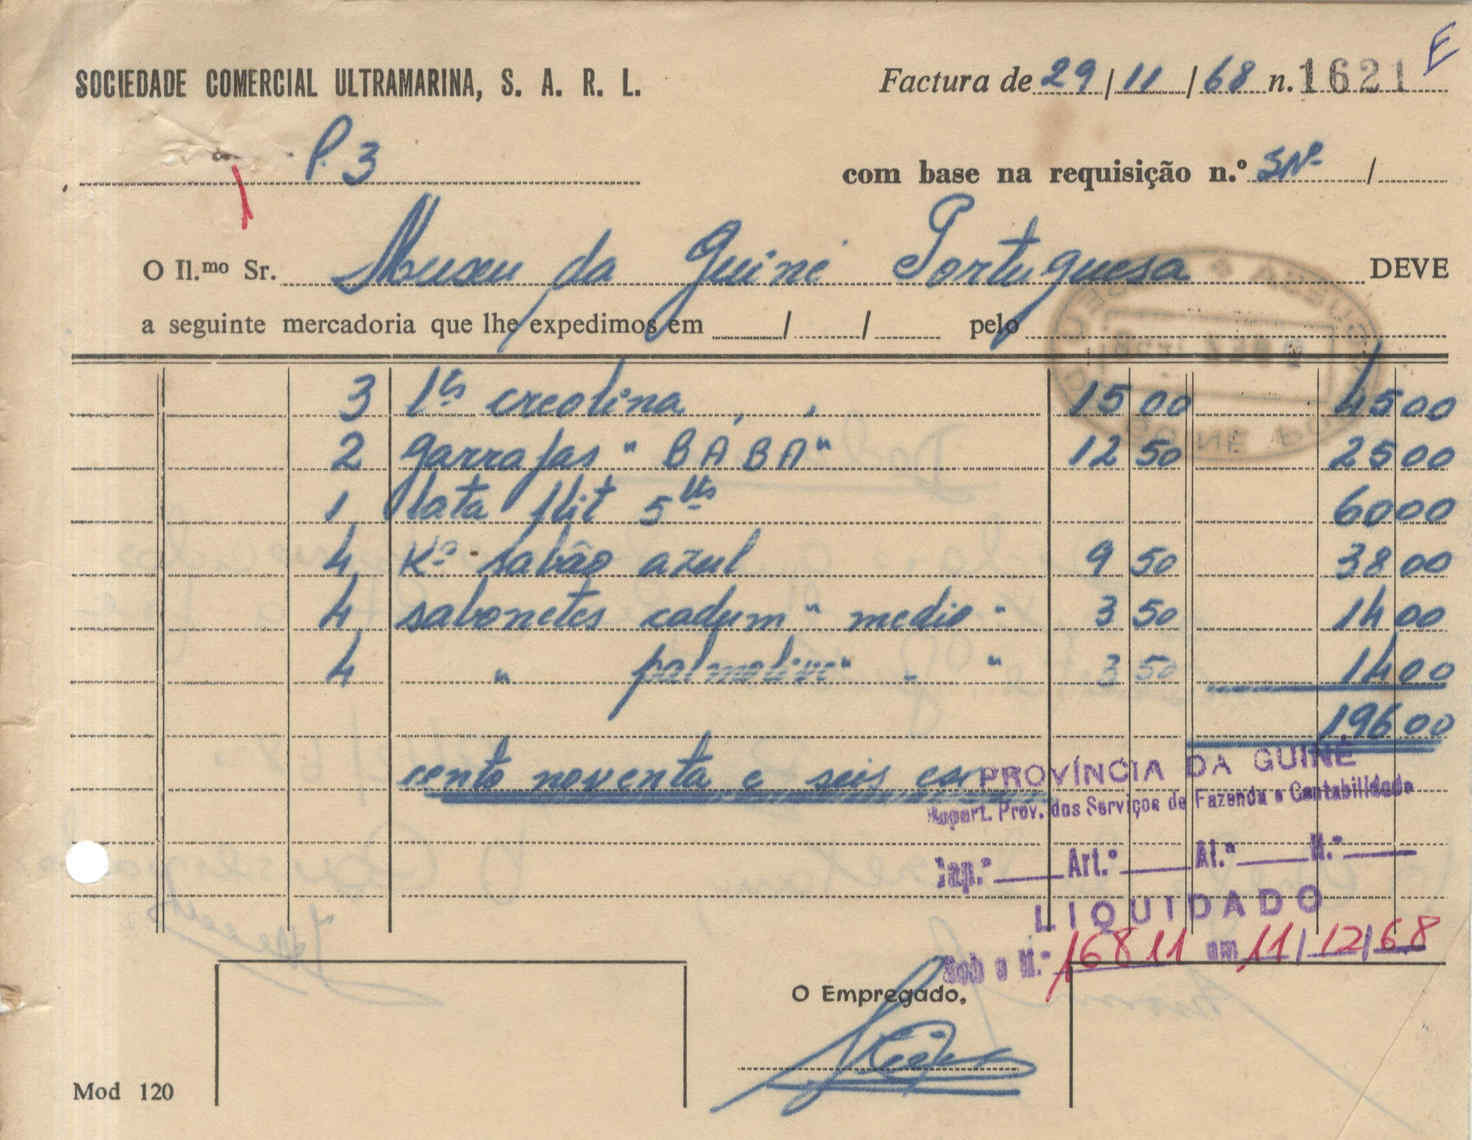 SOCIEDADE COMERCIAL ULTRAMARINA, S. A. R. L.
Factura de 29/11/68 n. 1621 E
P. 3
com base na requisição n.º S/Nº /
O Il.mo Sr. Museu da Guiné Portuguesa DEVE
a seguinte mercadoria que lhe expedimos em / / pelo
3 lts creolina 15 00 45 00
2 garrafas "BÁBA" 12 50 25 00
1 lata flit 5 lts 60 00
4 Kº sabão azul 9 50 38 00
4 sabonetes cadum "medio" 3 50 14 00
4 " palmolive" " " 3 50 14 00
196 00
cento noventa e seis esc
PROVÍNCIA DA GUINÉ
Repart. Prov. dos Serviços de Fazenda e Contabilidade
Cap.º Art.º Al.ª N.º
LIQUIDADO
Sob o N.º 16811 em 11/12/68
O Empregado,
Mod 120